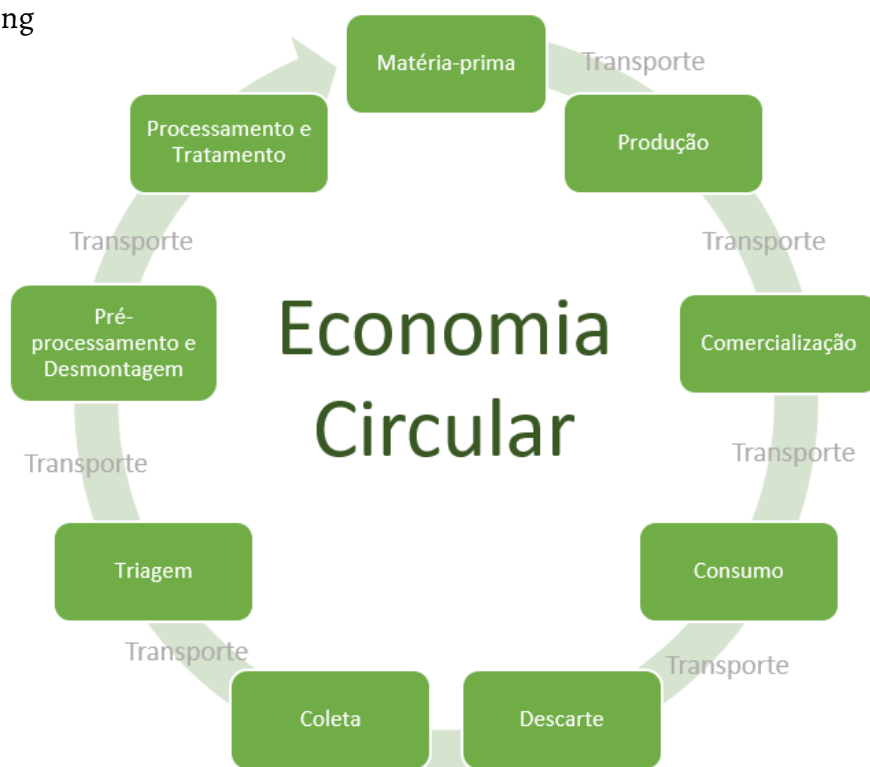 ng
Matéria-prima
Transporte
Produção
Transporte
Comercialização
Transporte
Consumo
Transporte
Descarte
Coleta
Transporte
Triagem
Transporte
Pré-
processamento e
Desmontagem
Transporte
Processamento e
Tratamento
Economia
Circular